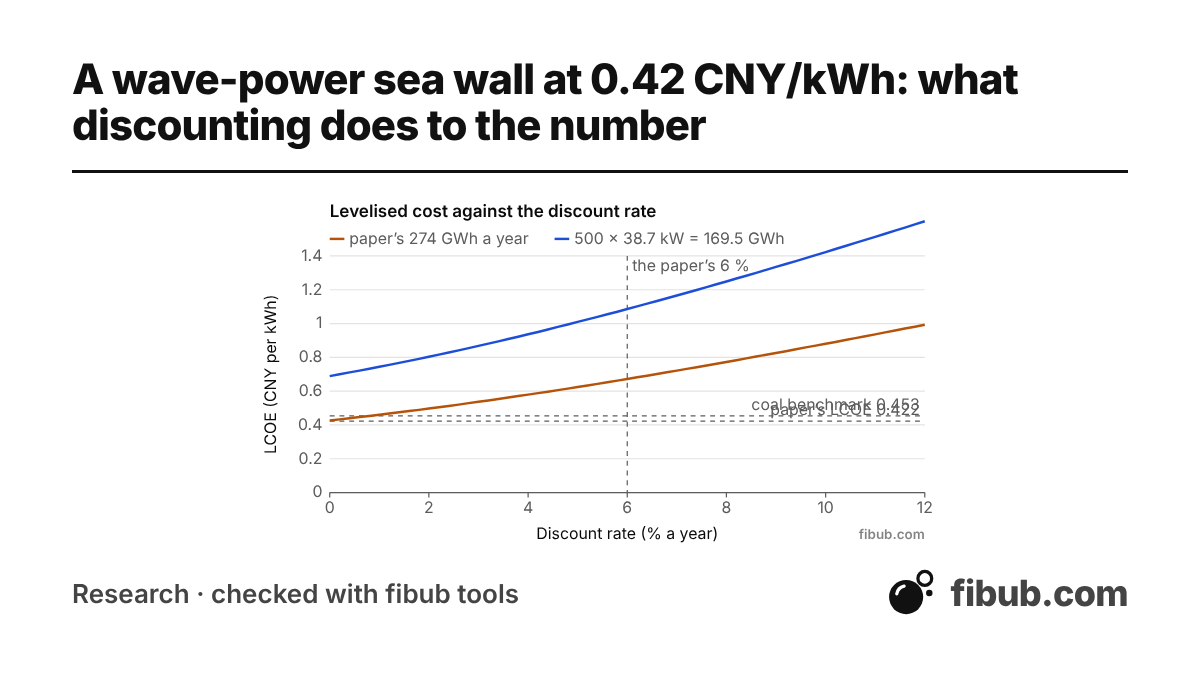 A wave-power sea wall at 0.42 CNY/kWh: what
discounting does to the number
Levelised cost against the discount rate
paper's 274 GWh a year
500 × 38.7 kW = 169.5 GWh
the paper's 6 %
1.4
1.2
1
0.8
0.6
0.4
0.2
0
LCOE (CNY per kWh)
coal benchmark 0.453
paper's LCOE 0.422
0 2 4 6 8 10 12
Discount rate (% a year)
fibub.com
Research · checked with fibub tools
fibub.com